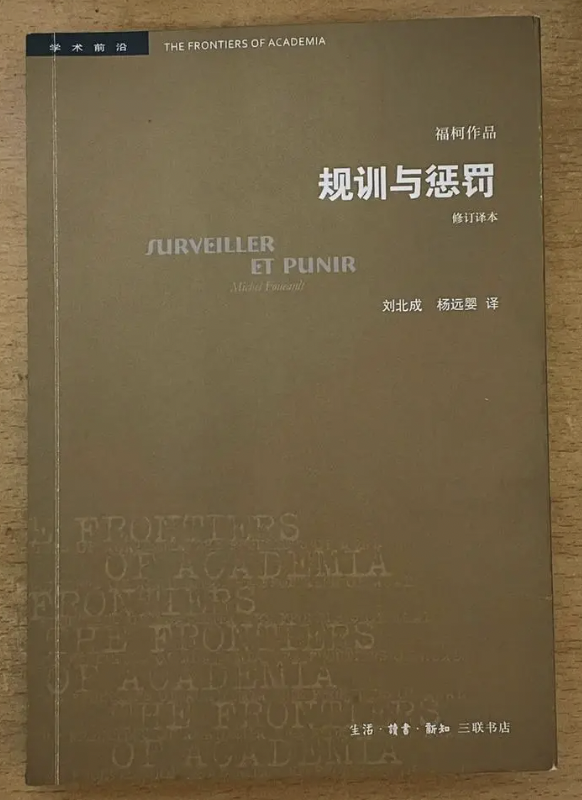 学术前沿 THE FRONTIERS OF ACADEMIA
福柯作品
规训与惩罚
修订译本
SURVEILLER
ET PUNIR
Michel Foucault
刘北成 杨远婴 译
E FRONTIERS
OF ACADEMIA
FRONTIERS
THE FRONTIERS
OF ACADEMIA
THE FRONTIERS
OF ACADEMIA
生活·讀書·新知 三联书店